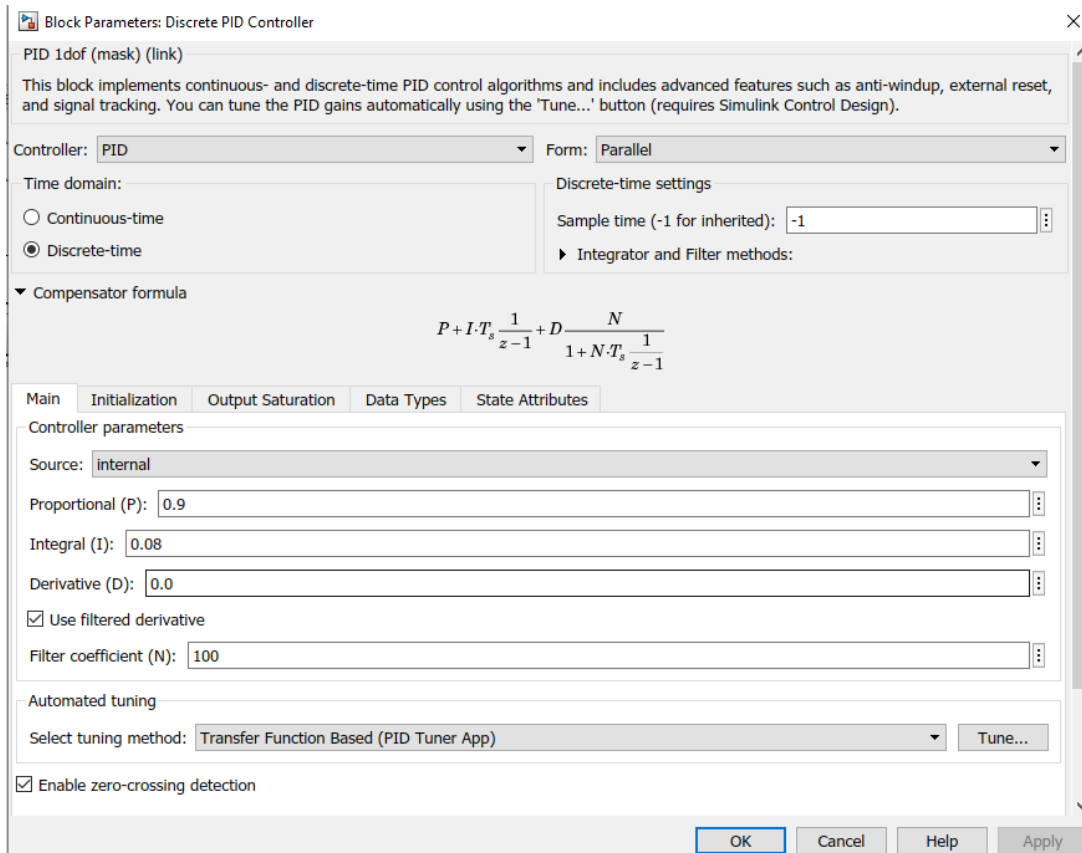 Block Parameters: Discrete PID Controller
PID 1dof (mask) (link)
This block implements continuous- and discrete-time PID control algorithms and includes advanced features such as anti-windup, external reset,
and signal tracking. You can tune the PID gains automatically using the 'Tune...' button (requires Simulink Control Design).
Controller: PID Form: Parallel
Time domain: Discrete-time settings
Continuous-time Sample time (-1 for inherited): -1
Discrete-time Integrator and Filter methods:
Compensator formula
P + I·T_s 1/(z−1) + D N/(1 + N·T_s 1/(z−1))
Main Initialization Output Saturation Data Types State Attributes
Controller parameters
Source: internal
Proportional (P): 0.9
Integral (I): 0.08
Derivative (D): 0.0
Use filtered derivative
Filter coefficient (N): 100
Automated tuning
Select tuning method: Transfer Function Based (PID Tuner App) Tune...
Enable zero-crossing detection
OK Cancel Help Apply